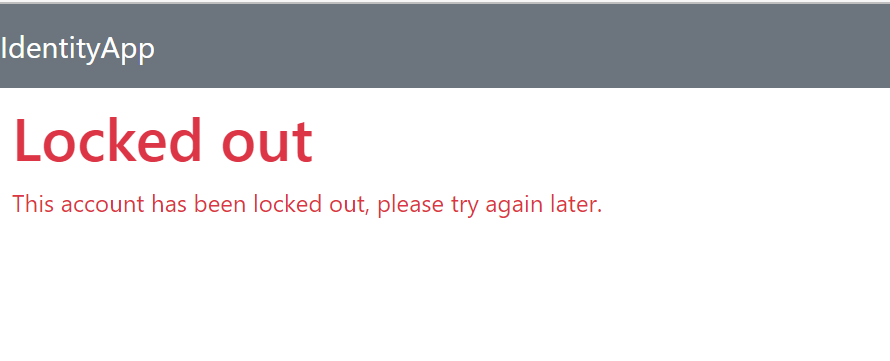 IdentityApp
Locked out
This account has been locked out, please try again later.